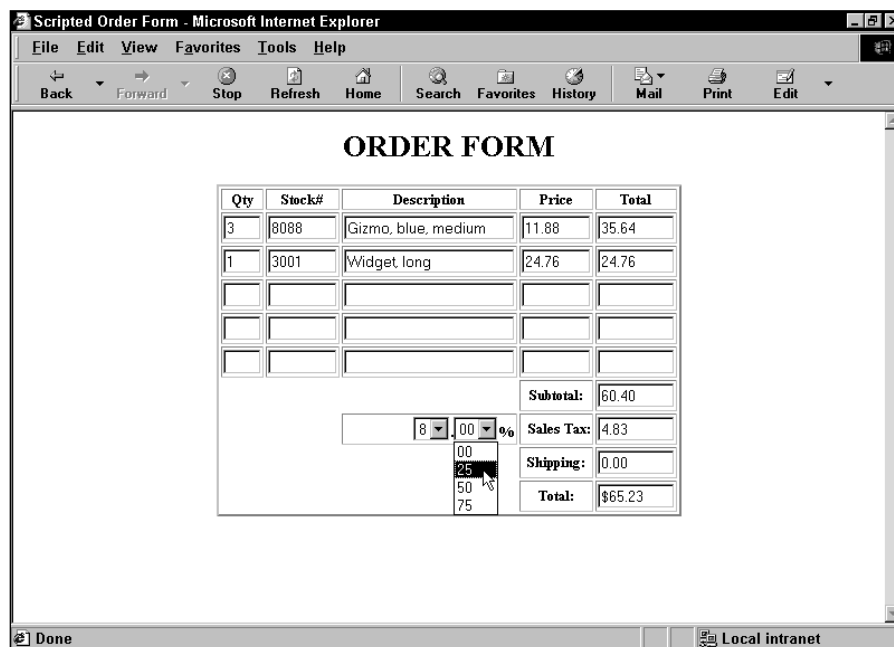 Scripted Order Form - Microsoft Internet Explorer
File Edit View Favorites Tools Help
Back Forward Stop Refresh Home Search Favorites History Mail Print Edit
ORDER FORM
Qty Stock# Description Price Total
3 8088 Gizmo, blue, medium 11.88 35.64
1 3001 Widget, long 24.76 24.76
Subtotal: 60.40
8 . 00 % Sales Tax: 4.83
00
25 Shipping: 0.00
50 Total: $65.23
75
Done Local intranet